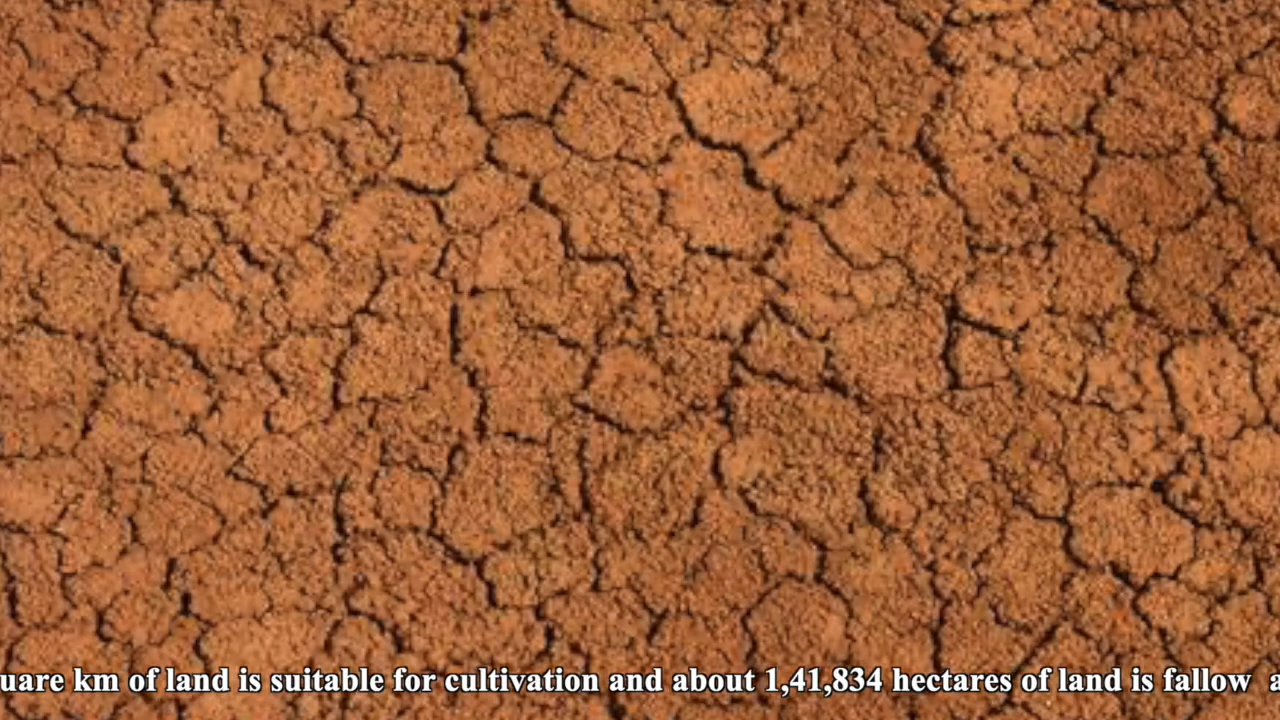 uare km of land is suitable for cultivation and about 1,41,834 hectares of land is fallow a